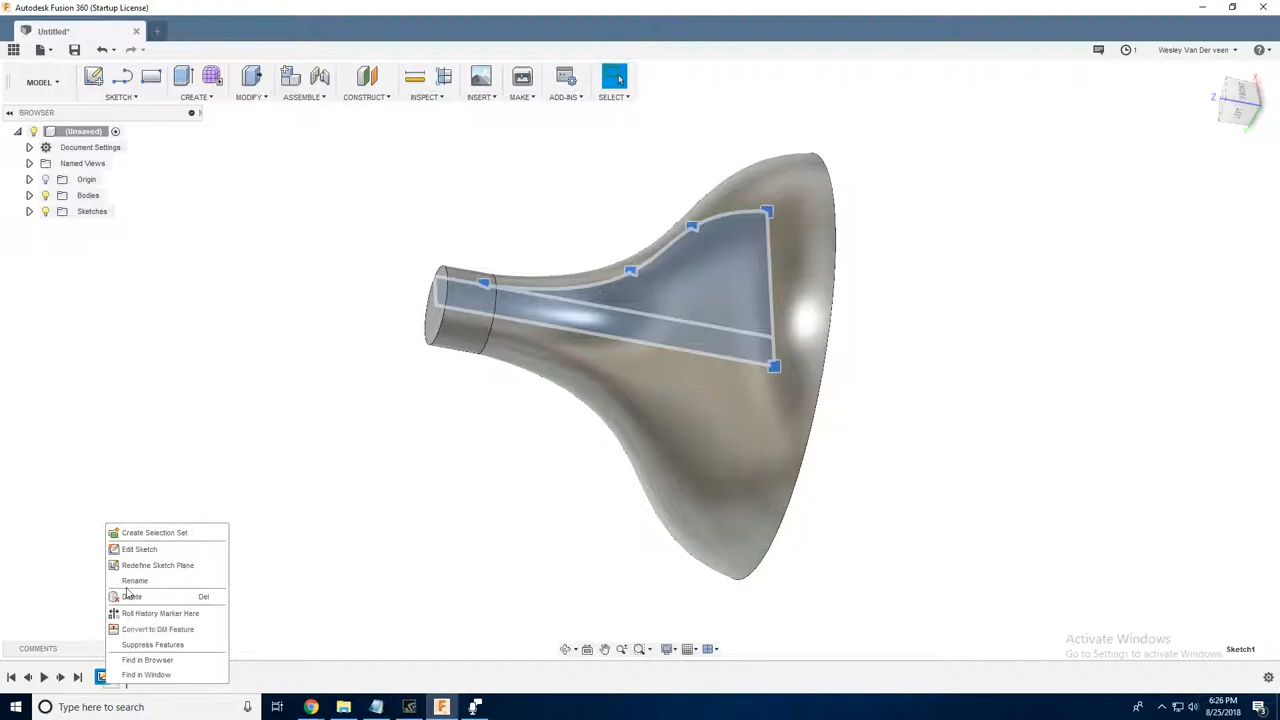 Autodesk Fusion 360 (Startup License)
Untitled*
1
Wesley Van Der veen
MODEL
SKETCH
CREATE
MODIFY
ASSEMBLE
CONSTRUCT
INSPECT
INSERT
MAKE
ADD-INS
SELECT
BROWSER
(Unsaved)
Document Settings
Named Views
Origin
Bodies
Sketches
Z
FRONT
Create Selection Set
Edit Sketch
Redefine Sketch Plane
Rename
Delete Del
Roll History Marker Here
Convert to DM Feature
Suppress Features
Find in Browser
Find in Window
COMMENTS
Activate Windows
Go to Settings to activate Windows.
Sketch1
Type here to search
6:26 PM
8/25/2018
3